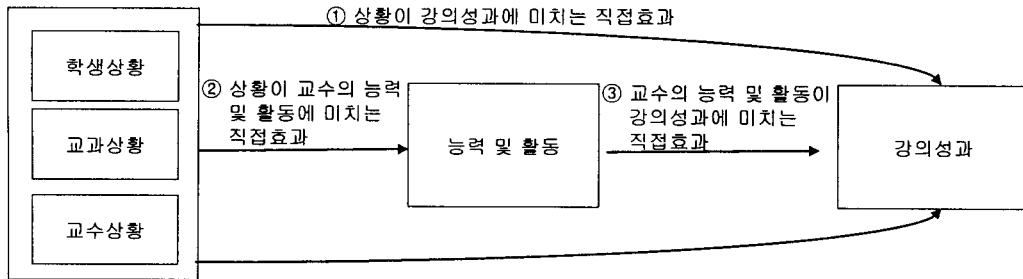 ① 상황이 강의성과에 미치는 직접효과
학생상황
교과상황
교수상황
② 상황이 교수의 능력
및 활동에 미치는
직접효과
능력 및 활동
③ 교수의 능력 및 활동이
강의성과에 미치는
직접효과
강의성과